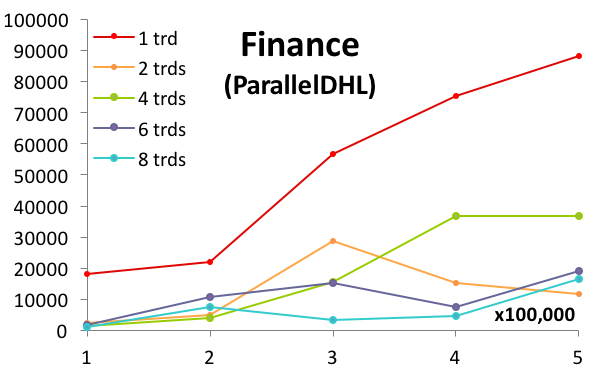 Finance
(ParallelDHL)
100000
90000
80000
70000
60000
50000
40000
30000
20000
10000
0
1 trd
2 trds
4 trds
6 trds
8 trds
x100,000
1 2 3 4 5